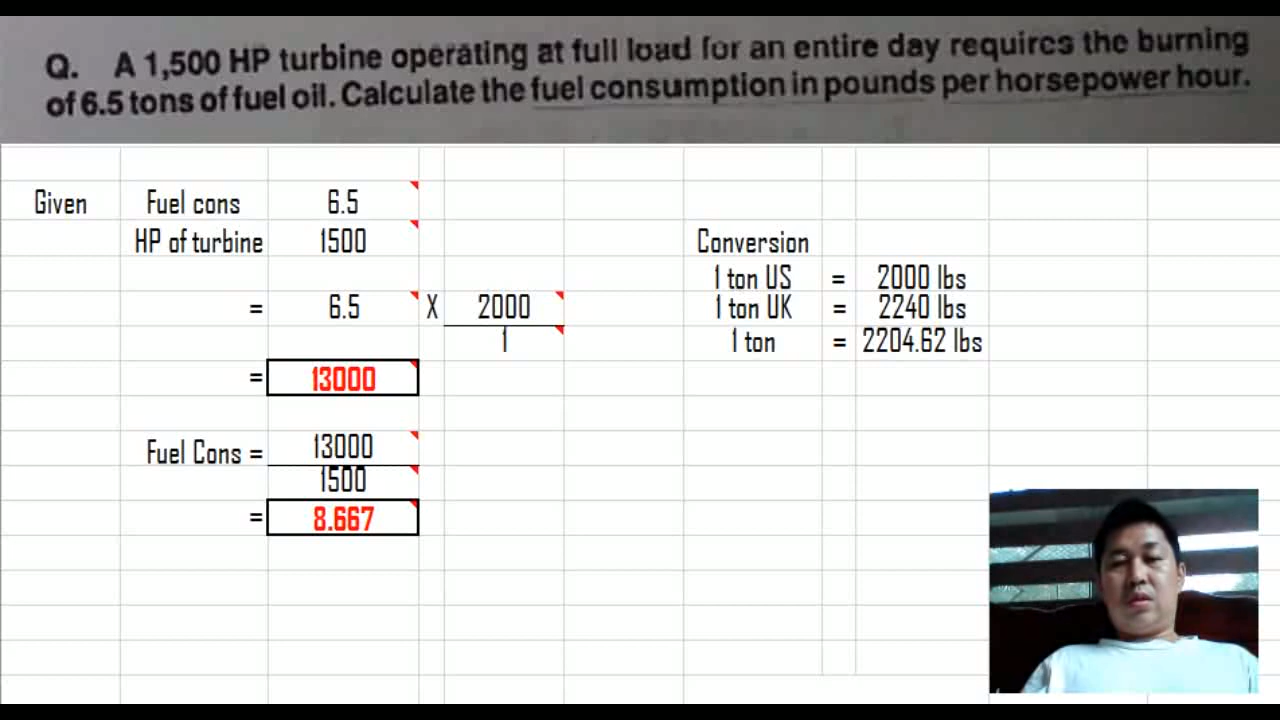 Q. A 1,500 HP turbine operating at full load for an entire day requires the burning
of 6.5 tons of fuel oil. Calculate the fuel consumption in pounds per horsepower hour.
Given Fuel cons 6.5
HP of turbine 1500 Conversion
1 ton US = 2000 lbs
= 6.5 X 2000 1 ton UK = 2240 lbs
1 1 ton = 2204.62 lbs
= 13000
Fuel Cons = 13000
1500
= 8.667